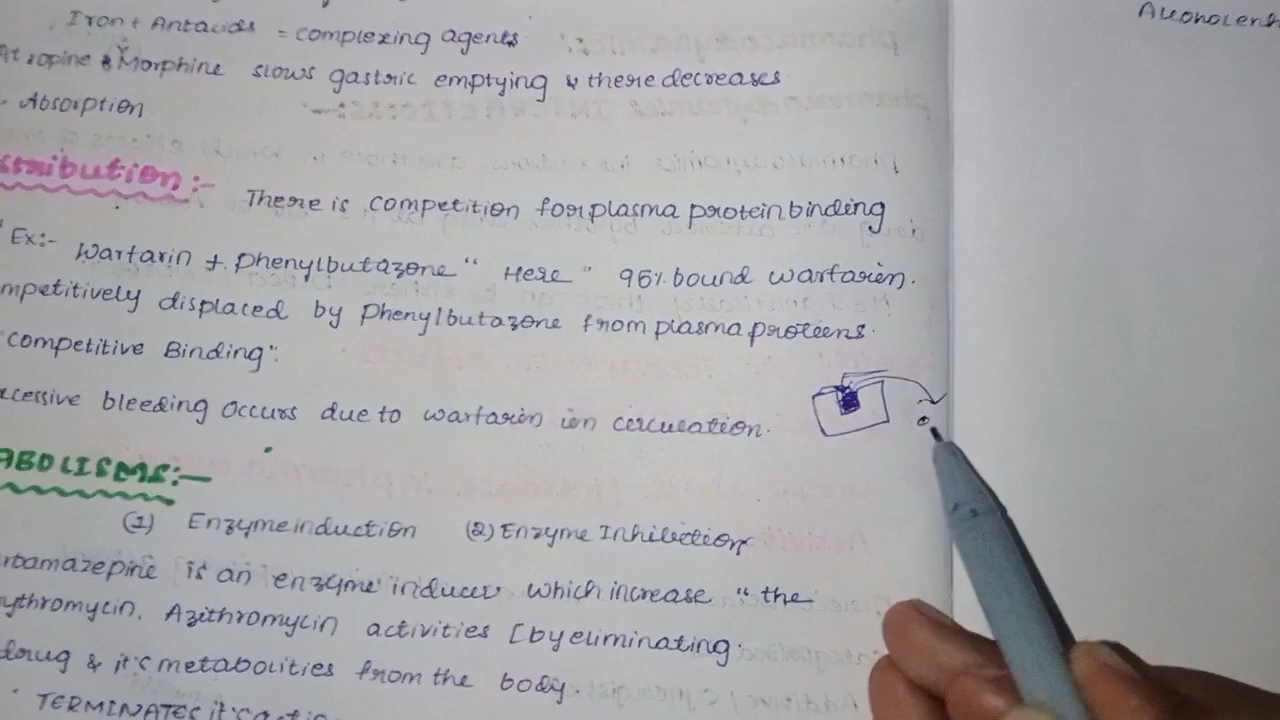 Iron + Antacids = complexing agents
Atropine & Morphine slows gastric emptying & there decreases
Absorption
stribution:-
There is competition for plasma protein binding
Ex:- Warfarin + Phenylbutazone " Here " 96% bound warfarin.
mpetitively displaced by Phenylbutazone from plasma proteins.
"competitive Binding".
xcessive bleeding occurs due to warfarin in circulation.
ABOLISMS:-
(1) Enzyme induction (2) Enzyme Inhibition
rbamazepine is an enzyme inducer which increase "the
rythromycin. Azithromycin activities [by eliminating.
drug & it's metabolities from the body.
TERMINATES it's